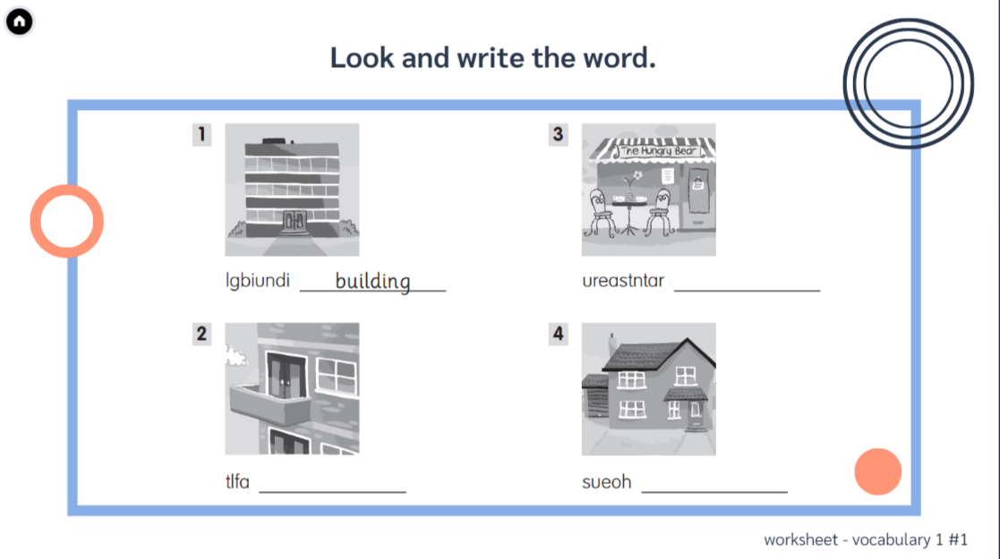 Look and write the word.
1
lgbiundi building
2
tlfa
3
The Hungry Bear
ureastntar
4
sueoh
worksheet - vocabulary 1 #1